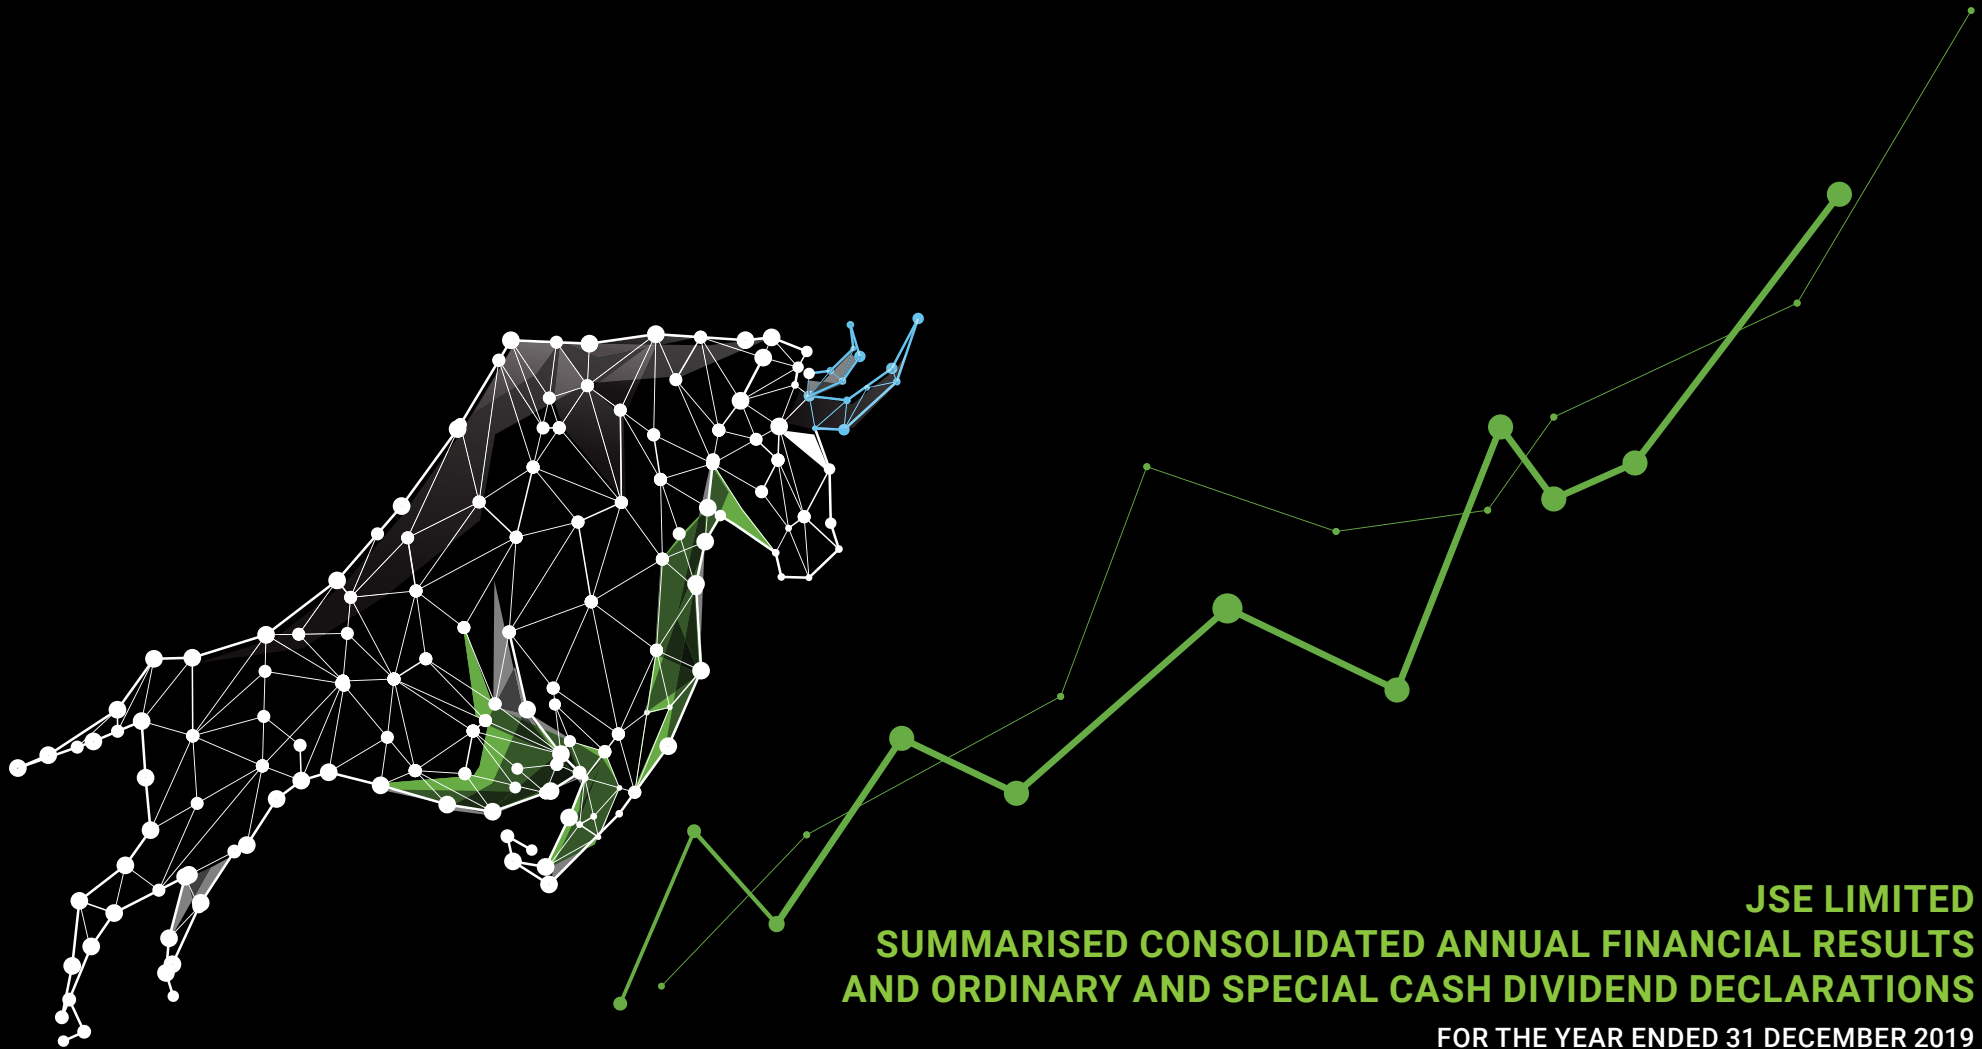 JSE LIMITED
SUMMARISED CONSOLIDATED ANNUAL FINANCIAL RESULTS
AND ORDINARY AND SPECIAL CASH DIVIDEND DECLARATIONS
FOR THE YEAR ENDED 31 DECEMBER 2019